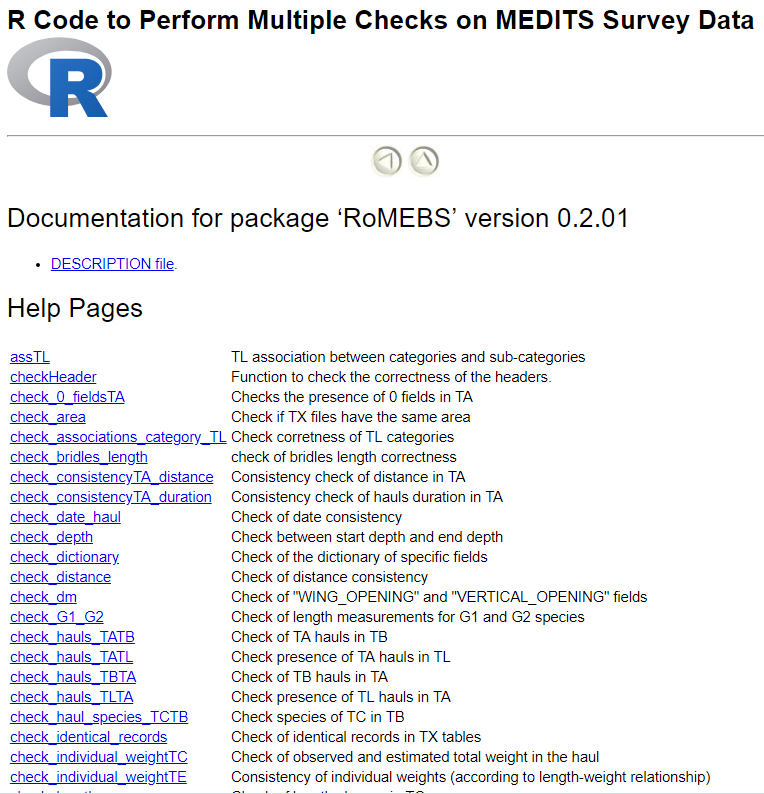 R Code to Perform Multiple Checks on MEDITS Survey Data
R
Documentation for package ‘RoMEBS’ version 0.2.01
• DESCRIPTION file.
Help Pages
assTL TL association between categories and sub-categories
checkHeader Function to check the correctness of the headers.
check_0_fieldsTA Checks the presence of 0 fields in TA
check_area Check if TX files have the same area
check_associations_category_TL Check corretness of TL categories
check_bridles_length check of bridles length correctness
check_consistencyTA_distance Consistency check of distance in TA
check_consistencyTA_duration Consistency check of hauls duration in TA
check_date_haul Check of date consistency
check_depth Check between start depth and end depth
check_dictionary Check of the dictionary of specific fields
check_distance Check of distance consistency
check_dm Check of "WING_OPENING" and "VERTICAL_OPENING" fields
check_G1_G2 Check of length measurements for G1 and G2 species
check_hauls_TATB Check of TA hauls in TB
check_hauls_TATL Check presence of TA hauls in TL
check_hauls_TBTA Check of TB hauls in TA
check_hauls_TLTA Check presence of TL hauls in TA
check_haul_species_TCTB Check species of TC in TB
check_identical_records Check of identical records in TX tables
check_individual_weightTC Check of observed and estimated total weight in the haul
check_individual_weightTE Consistency of individual weights (according to length-weight relationship)